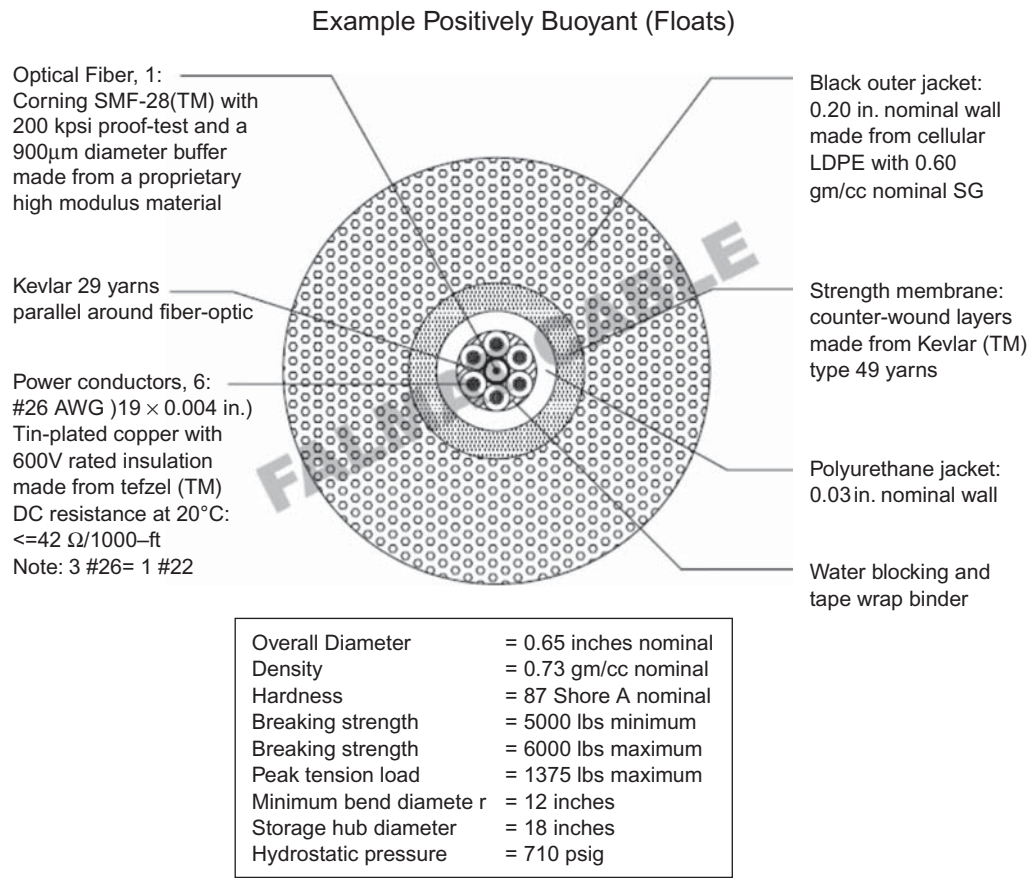 Example Positively Buoyant (Floats)
Optical Fiber, 1:
Corning SMF-28(TM) with
200 kpsi proof-test and a
900μm diameter buffer
made from a proprietary
high modulus material
Kevlar 29 yarns
parallel around fiber-optic
Power conductors, 6:
#26 AWG )19 × 0.004 in.)
Tin-plated copper with
600V rated insulation
made from tefzel (TM)
DC resistance at 20°C:
<=42 Ω/1000–ft
Note: 3 #26= 1 #22
Black outer jacket:
0.20 in. nominal wall
made from cellular
LDPE with 0.60
gm/cc nominal SG
Strength membrane:
counter-wound layers
made from Kevlar (TM)
type 49 yarns
Polyurethane jacket:
0.03 in. nominal wall
Water blocking and
tape wrap binder
Overall Diameter = 0.65 inches nominal
Density = 0.73 gm/cc nominal
Hardness = 87 Shore A nominal
Breaking strength = 5000 lbs minimum
Breaking strength = 6000 lbs maximum
Peak tension load = 1375 lbs maximum
Minimum bend diamete r = 12 inches
Storage hub diameter = 18 inches
Hydrostatic pressure = 710 psig